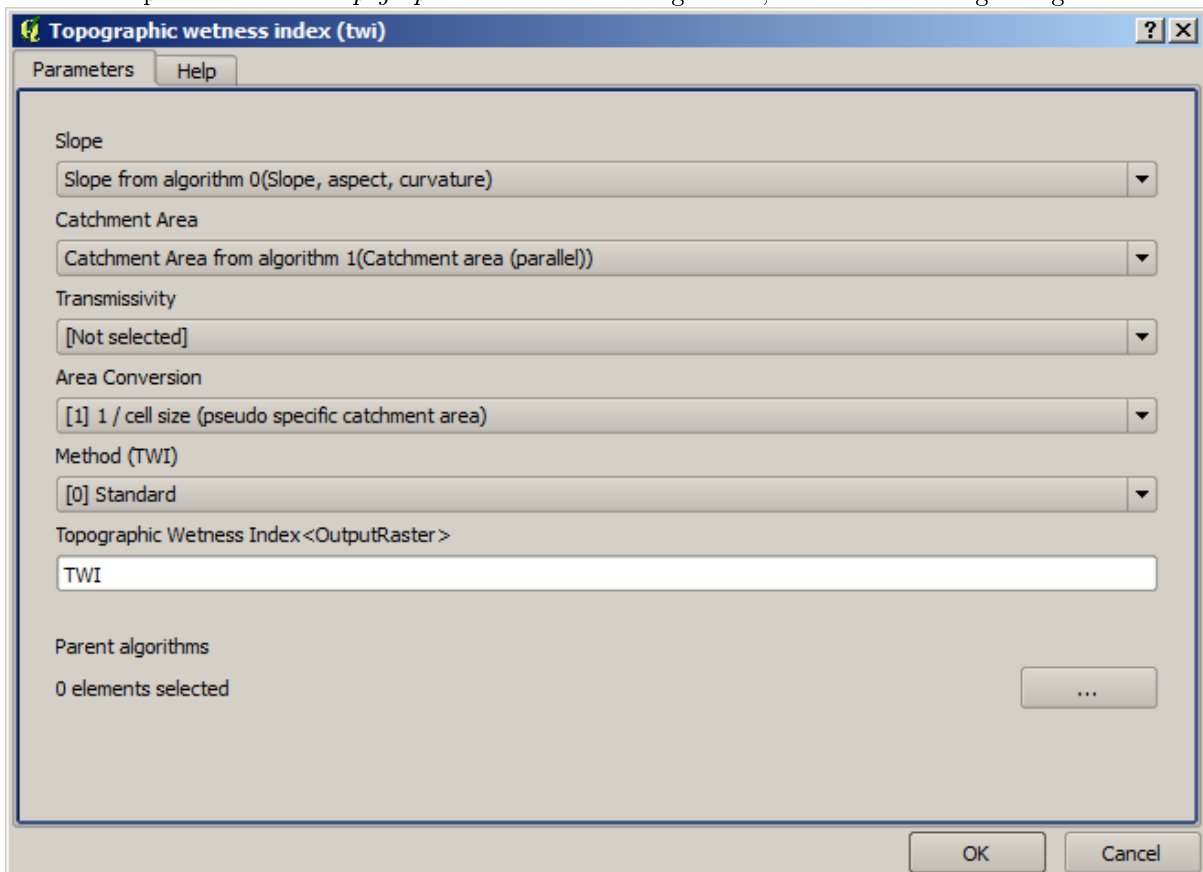 Topographic wetness index (twi)
Parameters Help
Slope
Slope from algorithm 0(Slope, aspect, curvature)
Catchment Area
Catchment Area from algorithm 1(Catchment area (parallel))
Transmissivity
[Not selected]
Area Conversion
[1] 1 / cell size (pseudo specific catchment area)
Method (TWI)
[0] Standard
Topographic Wetness Index<OutputRaster>
TWI
Parent algorithms
0 elements selected ...
OK Cancel